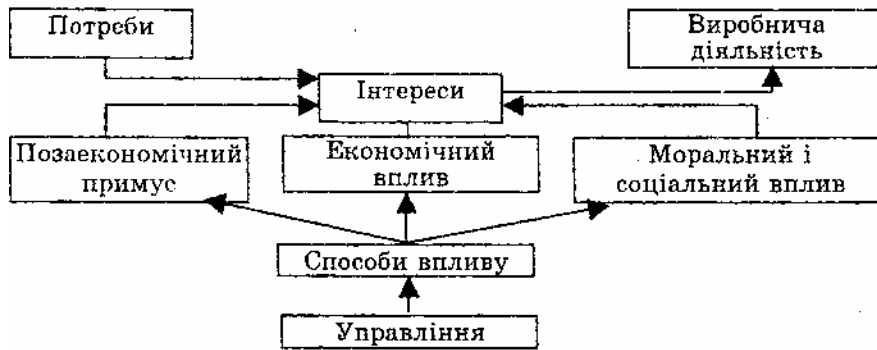 Потреби
Виробнича
діяльність
Інтереси
Позаекономічний
примус
Економічний
вплив
Моральний і
соціальний вплив
Способи впливу
Управління